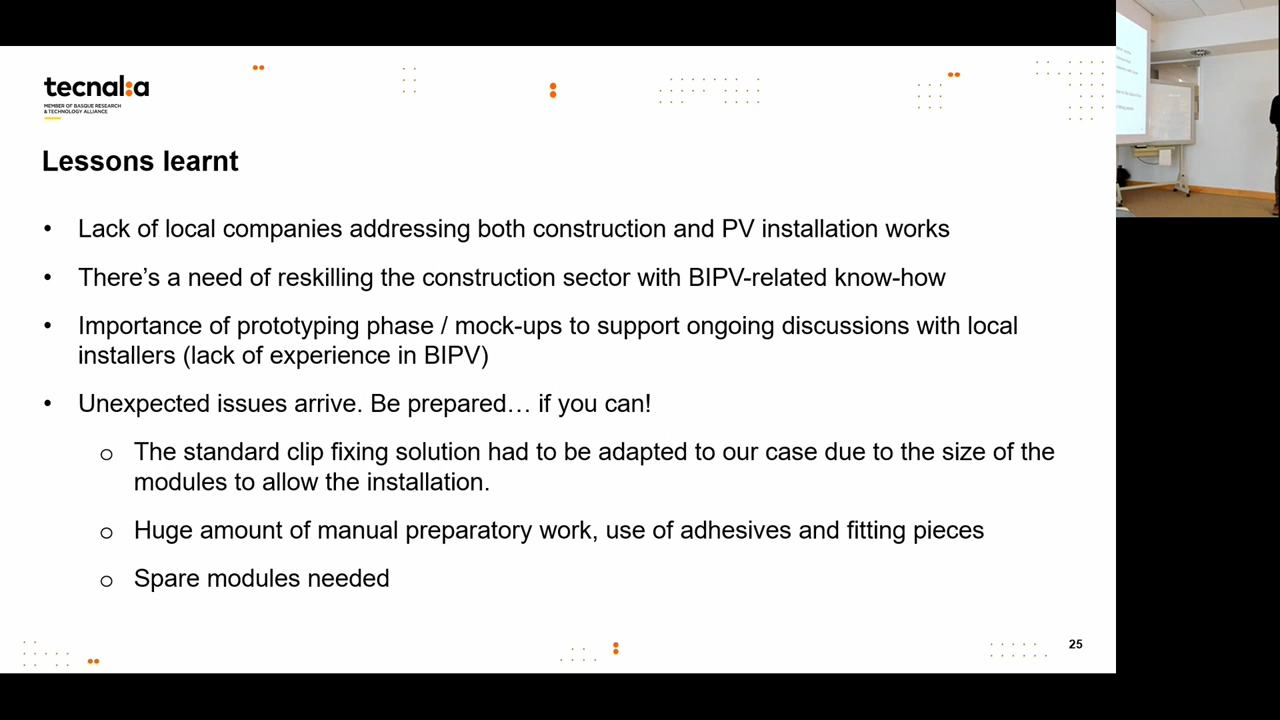 tecnalia
MEMBER OF BASQUE RESEARCH
& TECHNOLOGY ALLIANCE
Lessons learnt
• Lack of local companies addressing both construction and PV installation works
• There’s a need of reskilling the construction sector with BIPV-related know-how
• Importance of prototyping phase / mock-ups to support ongoing discussions with local
installers (lack of experience in BIPV)
• Unexpected issues arrive. Be prepared… if you can!
o The standard clip fixing solution had to be adapted to our case due to the size of the
modules to allow the installation.
o Huge amount of manual preparatory work, use of adhesives and fitting pieces
o Spare modules needed
25